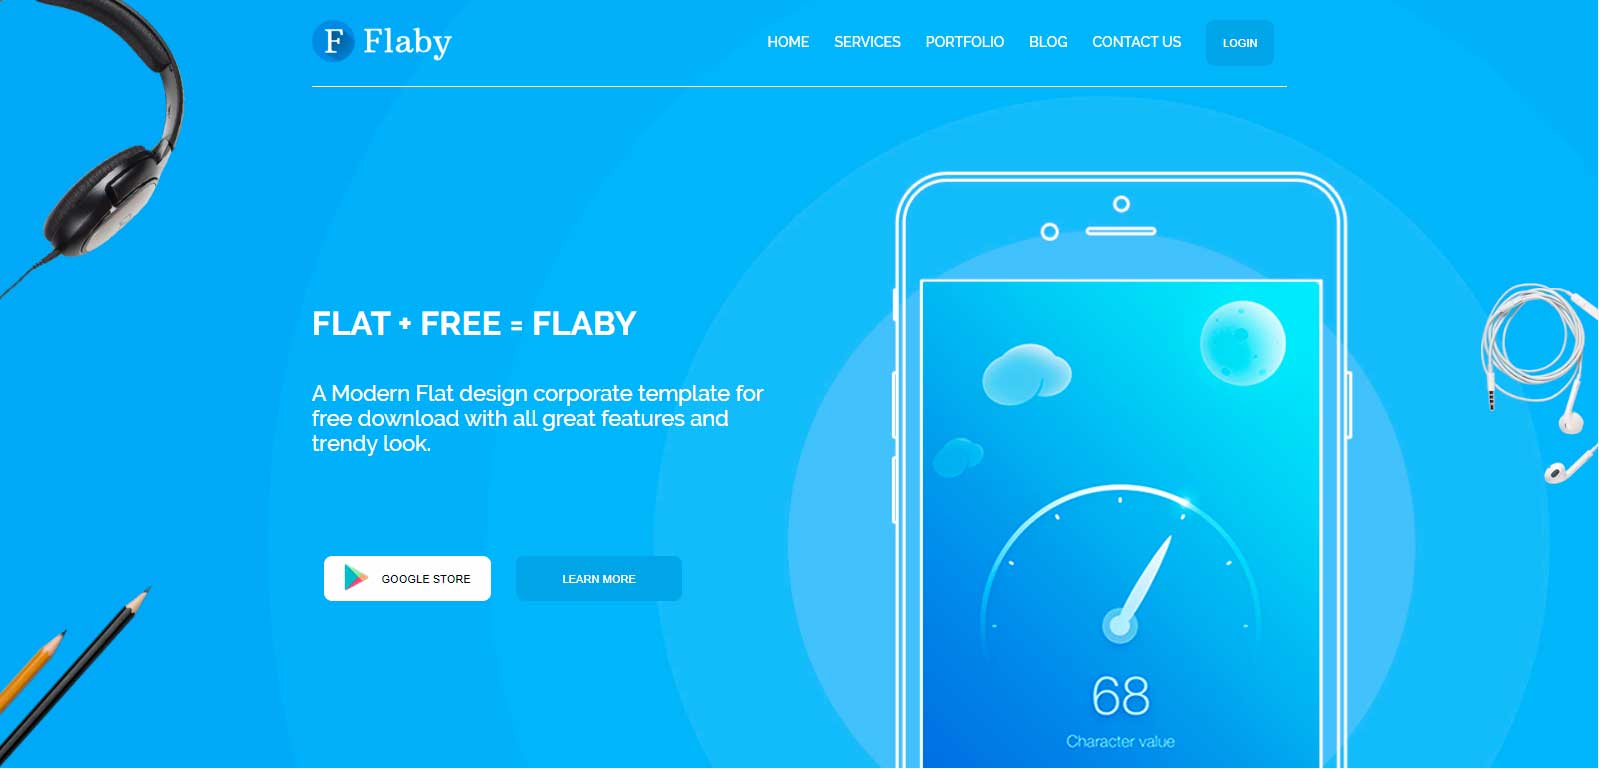 F Flaby
HOME SERVICES PORTFOLIO BLOG CONTACT US LOGIN
FLAT + FREE = FLABY
A Modern Flat design corporate template for
free download with all great features and
trendy look.
GOOGLE STORE
LEARN MORE
68
Character value